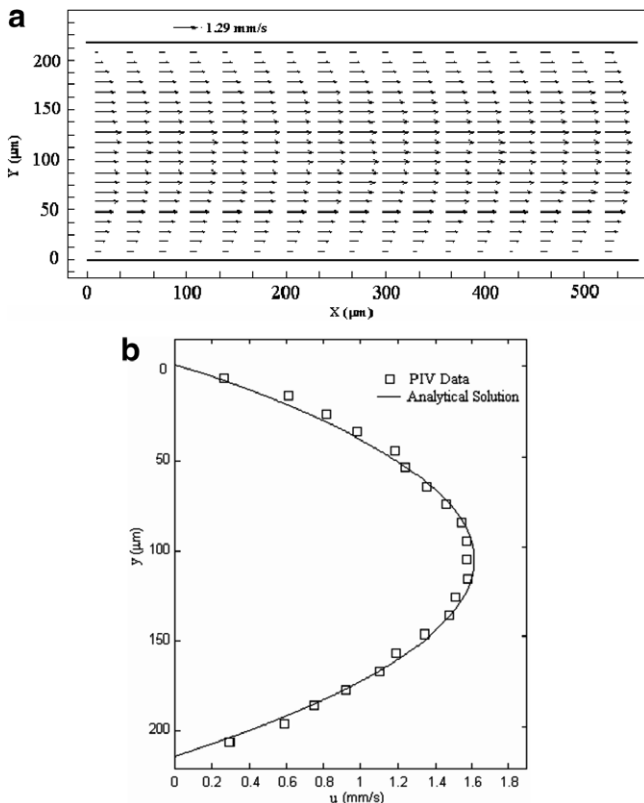 a
1.29 mm/s
200
150
100
50
0
Y (μm)
0 100 200 300 400 500
X (μm)
b
PIV Data
Analytical Solution
0
50
100
150
200
y (μm)
0 0.2 0.4 0.6 0.8 1 1.2 1.4 1.6 1.8
u (mm/s)